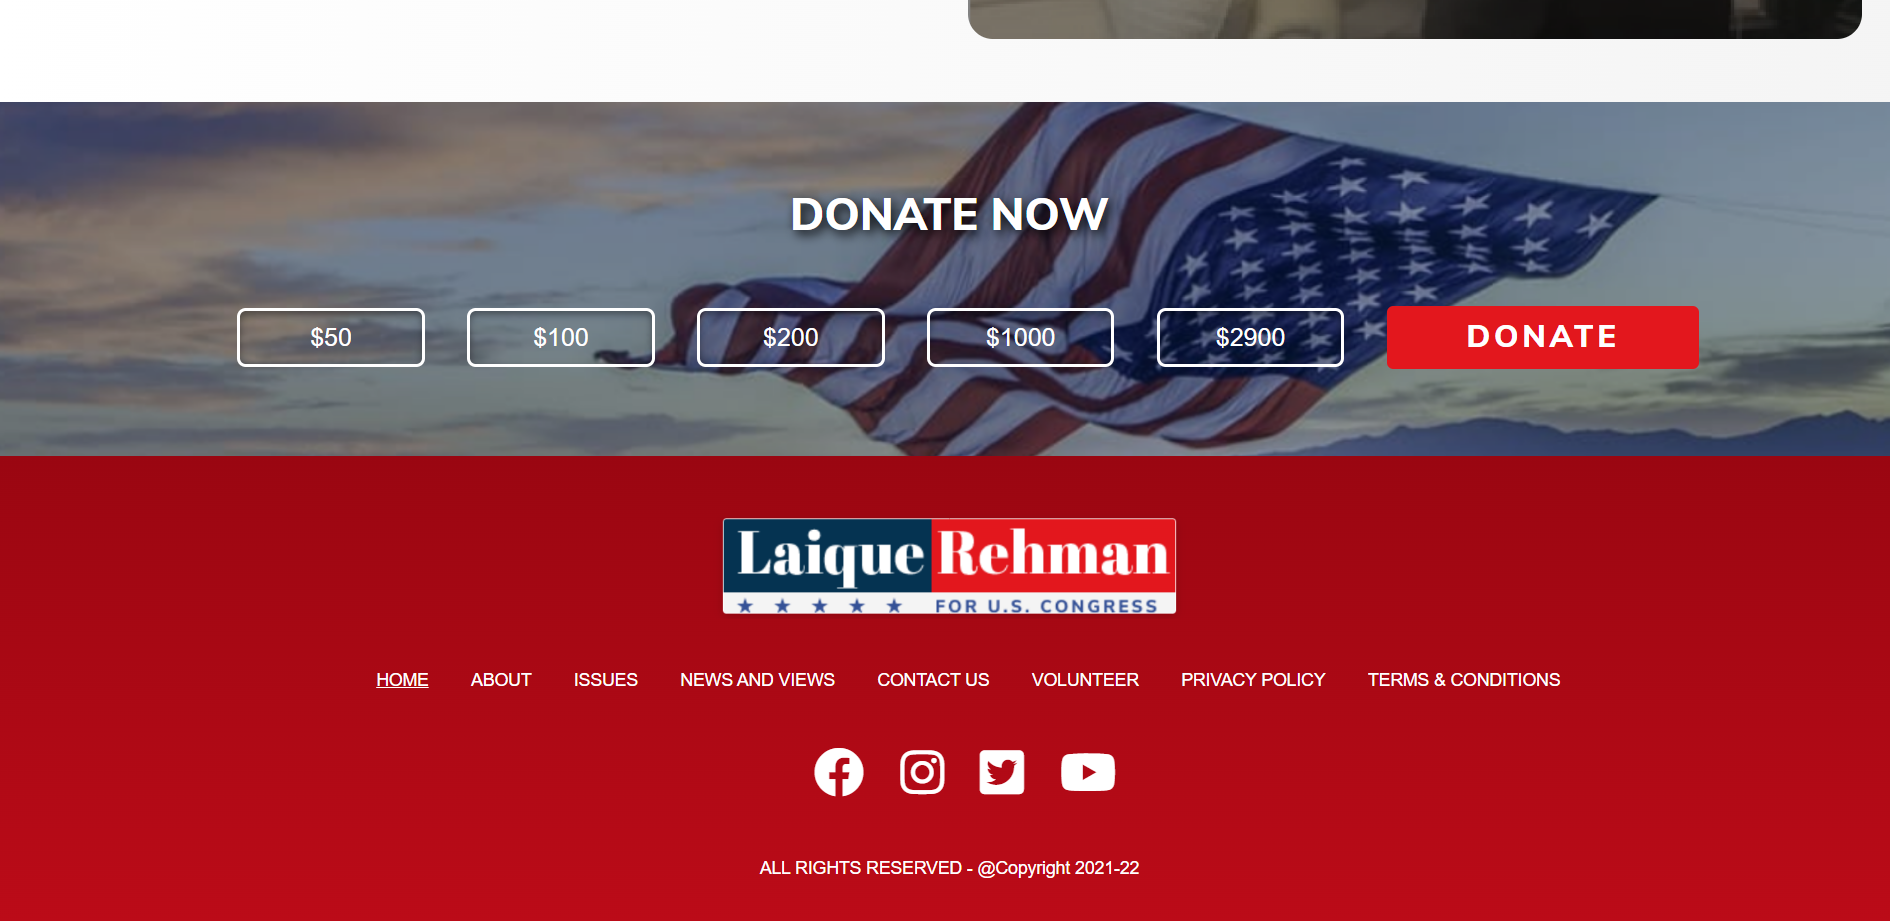 DONATE NOW
$50 $100 $200 $1000 $2900 DONATE
Laique Rehman
FOR U.S. CONGRESS
HOME ABOUT ISSUES NEWS AND VIEWS CONTACT US VOLUNTEER PRIVACY POLICY TERMS & CONDITIONS
ALL RIGHTS RESERVED - @Copyright 2021-22